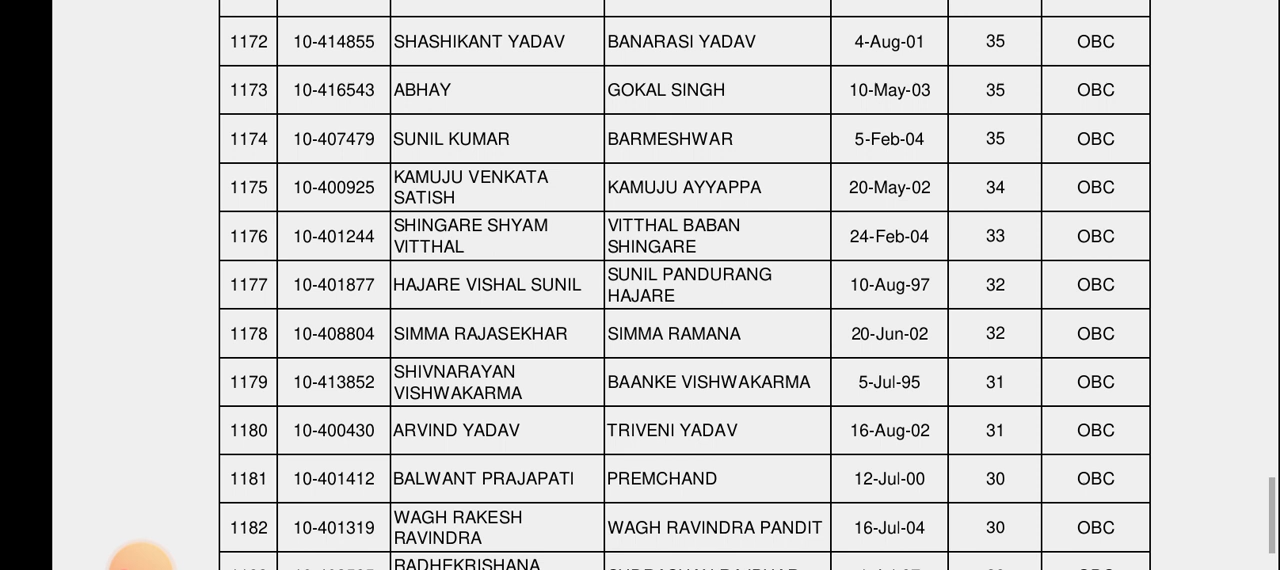 1172 10-414855 SHASHIKANT YADAV BANARASI YADAV 4-Aug-01 35 OBC
1173 10-416543 ABHAY GOKAL SINGH 10-May-03 35 OBC
1174 10-407479 SUNIL KUMAR BARMESHWAR 5-Feb-04 35 OBC
1175 10-400925 KAMUJU VENKATA
SATISH KAMUJU AYYAPPA 20-May-02 34 OBC
1176 10-401244 SHINGARE SHYAM
VITTHAL VITTHAL BABAN
SHINGARE 24-Feb-04 33 OBC
1177 10-401877 HAJARE VISHAL SUNIL SUNIL PANDURANG
HAJARE 10-Aug-97 32 OBC
1178 10-408804 SIMMA RAJASEKHAR SIMMA RAMANA 20-Jun-02 32 OBC
1179 10-413852 SHIVNARAYAN
VISHWAKARMA BAANKE VISHWAKARMA 5-Jul-95 31 OBC
1180 10-400430 ARVIND YADAV TRIVENI YADAV 16-Aug-02 31 OBC
1181 10-401412 BALWANT PRAJAPATI PREMCHAND 12-Jul-00 30 OBC
1182 10-401319 WAGH RAKESH
RAVINDRA WAGH RAVINDRA PANDIT 16-Jul-04 30 OBC
RADHEKRISHANA